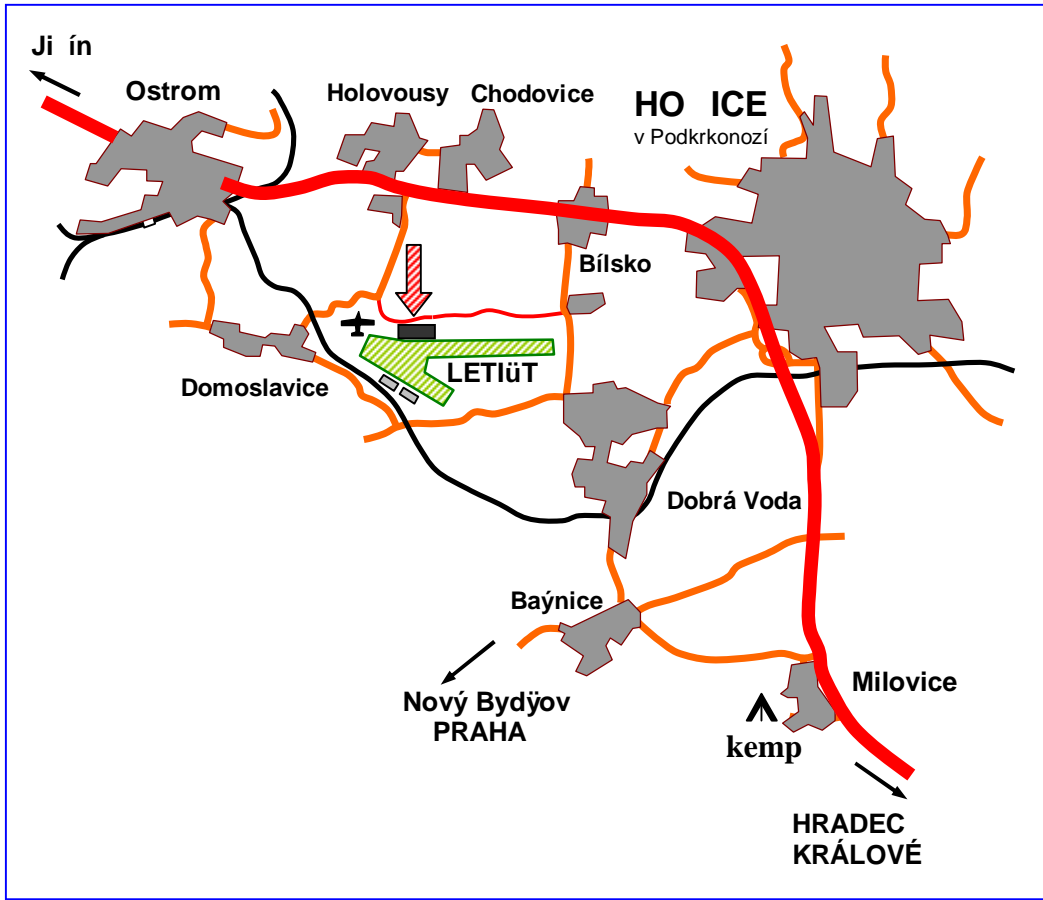 Ji ín
Ostrom
Holovousy
Chodovice
HO ICE
v Podkrkonozí
Bílsko
LETIüT
Domoslavice
Dobrá Voda
Baýnice
Milovice
Nový Bydÿov
PRAHA
kemp
HRADEC
KRÁLOVÉ